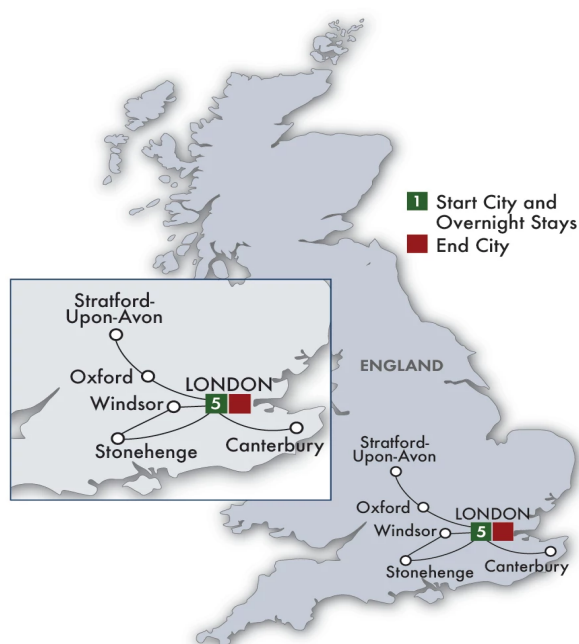 1 Start City and
Overnight Stays
End City
Stratford-
Upon-Avon
Oxford
LONDON
Windsor
5
Stonehenge
Canterbury
ENGLAND
Stratford-
Upon-Avon
Oxford
LONDON
Windsor
5
Stonehenge
Canterbury